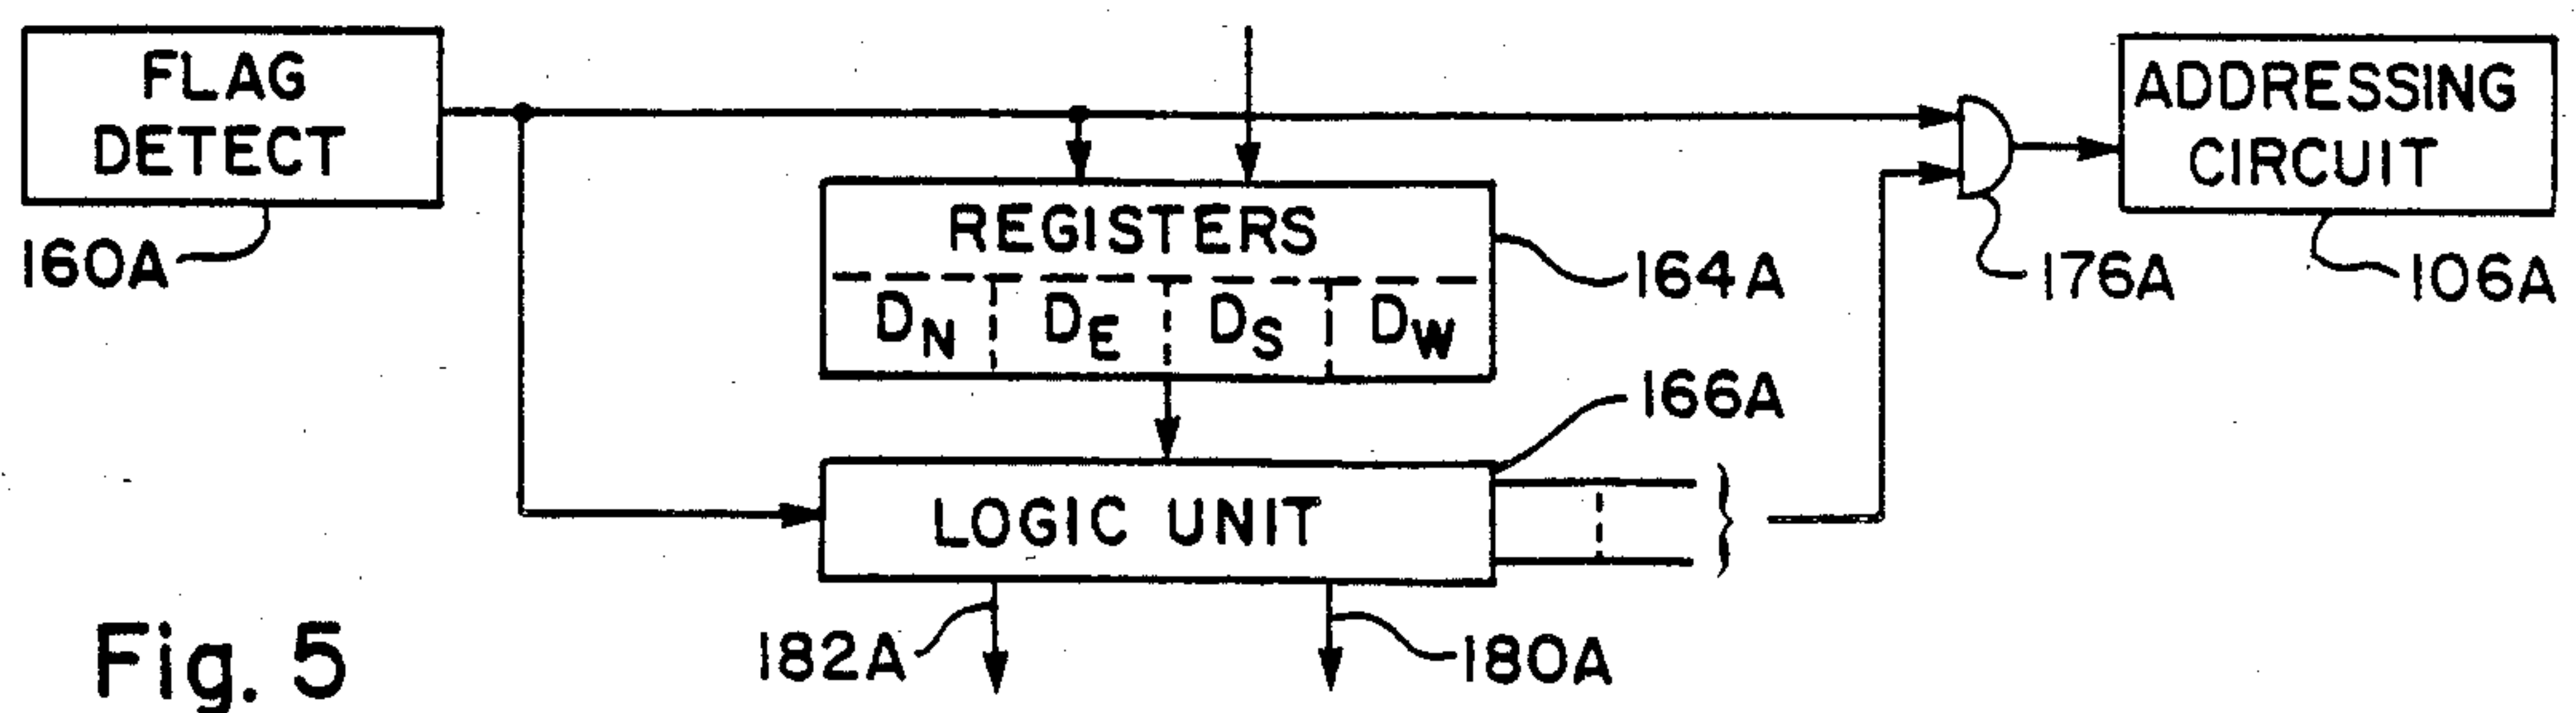 FLAG
DETECT
160A
REGISTERS
D_N D_E D_S D_W
164A
ADDRESSING
CIRCUIT
176A
106A
166A
LOGIC UNIT
182A
180A
Fig. 5